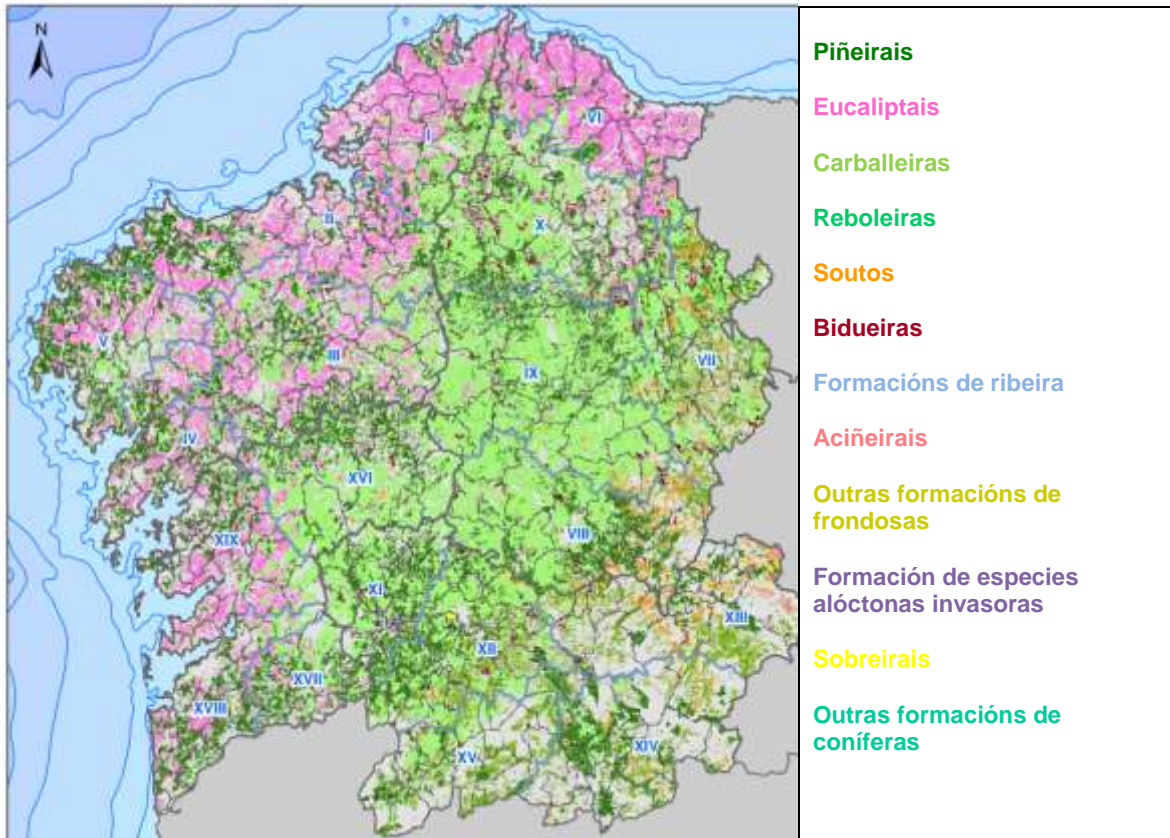 N
I
VI
II
X
V
III
IX
VII
IV
XVI
XIX
VIII
XI
XIII
XII
XVII
XVIII
XV
XIV
Piñeirais
Eucaliptais
Carballeiras
Reboleiras
Soutos
Bidueiras
Formacións de ribeira
Aciñeirais
Outras formacións de
frondosas
Formación de especies
alóctonas invasoras
Sobreirais
Outras formacións de
coníferas